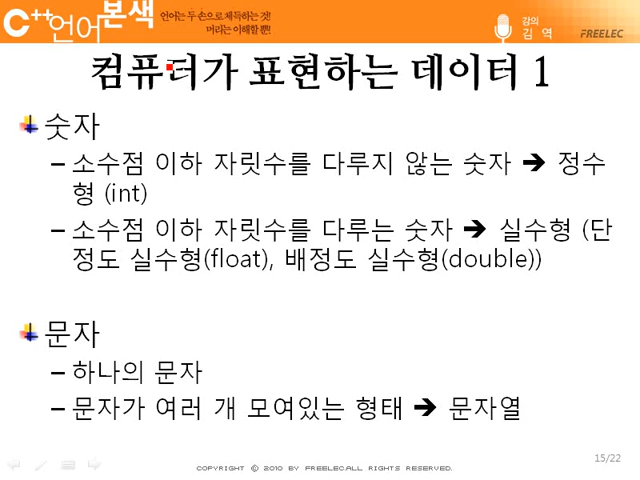 C++언어본색
언어는 두 손으로 체득하는 것!
머리는 이해할 뿐!
강의
김 역
FREELEC
컴퓨터가 표현하는 데이터 1
숫자
– 소수점 이하 자릿수를 다루지 않는 숫자 ➔ 정수
형 (int)
– 소수점 이하 자릿수를 다루는 숫자 ➔ 실수형 (단
정도 실수형(float), 배정도 실수형(double))
문자
– 하나의 문자
– 문자가 여러 개 모여있는 형태 ➔ 문자열
15/22
COPYRIGHT © 2010 BY FREELEC.ALL RIGHTS RESERVED.